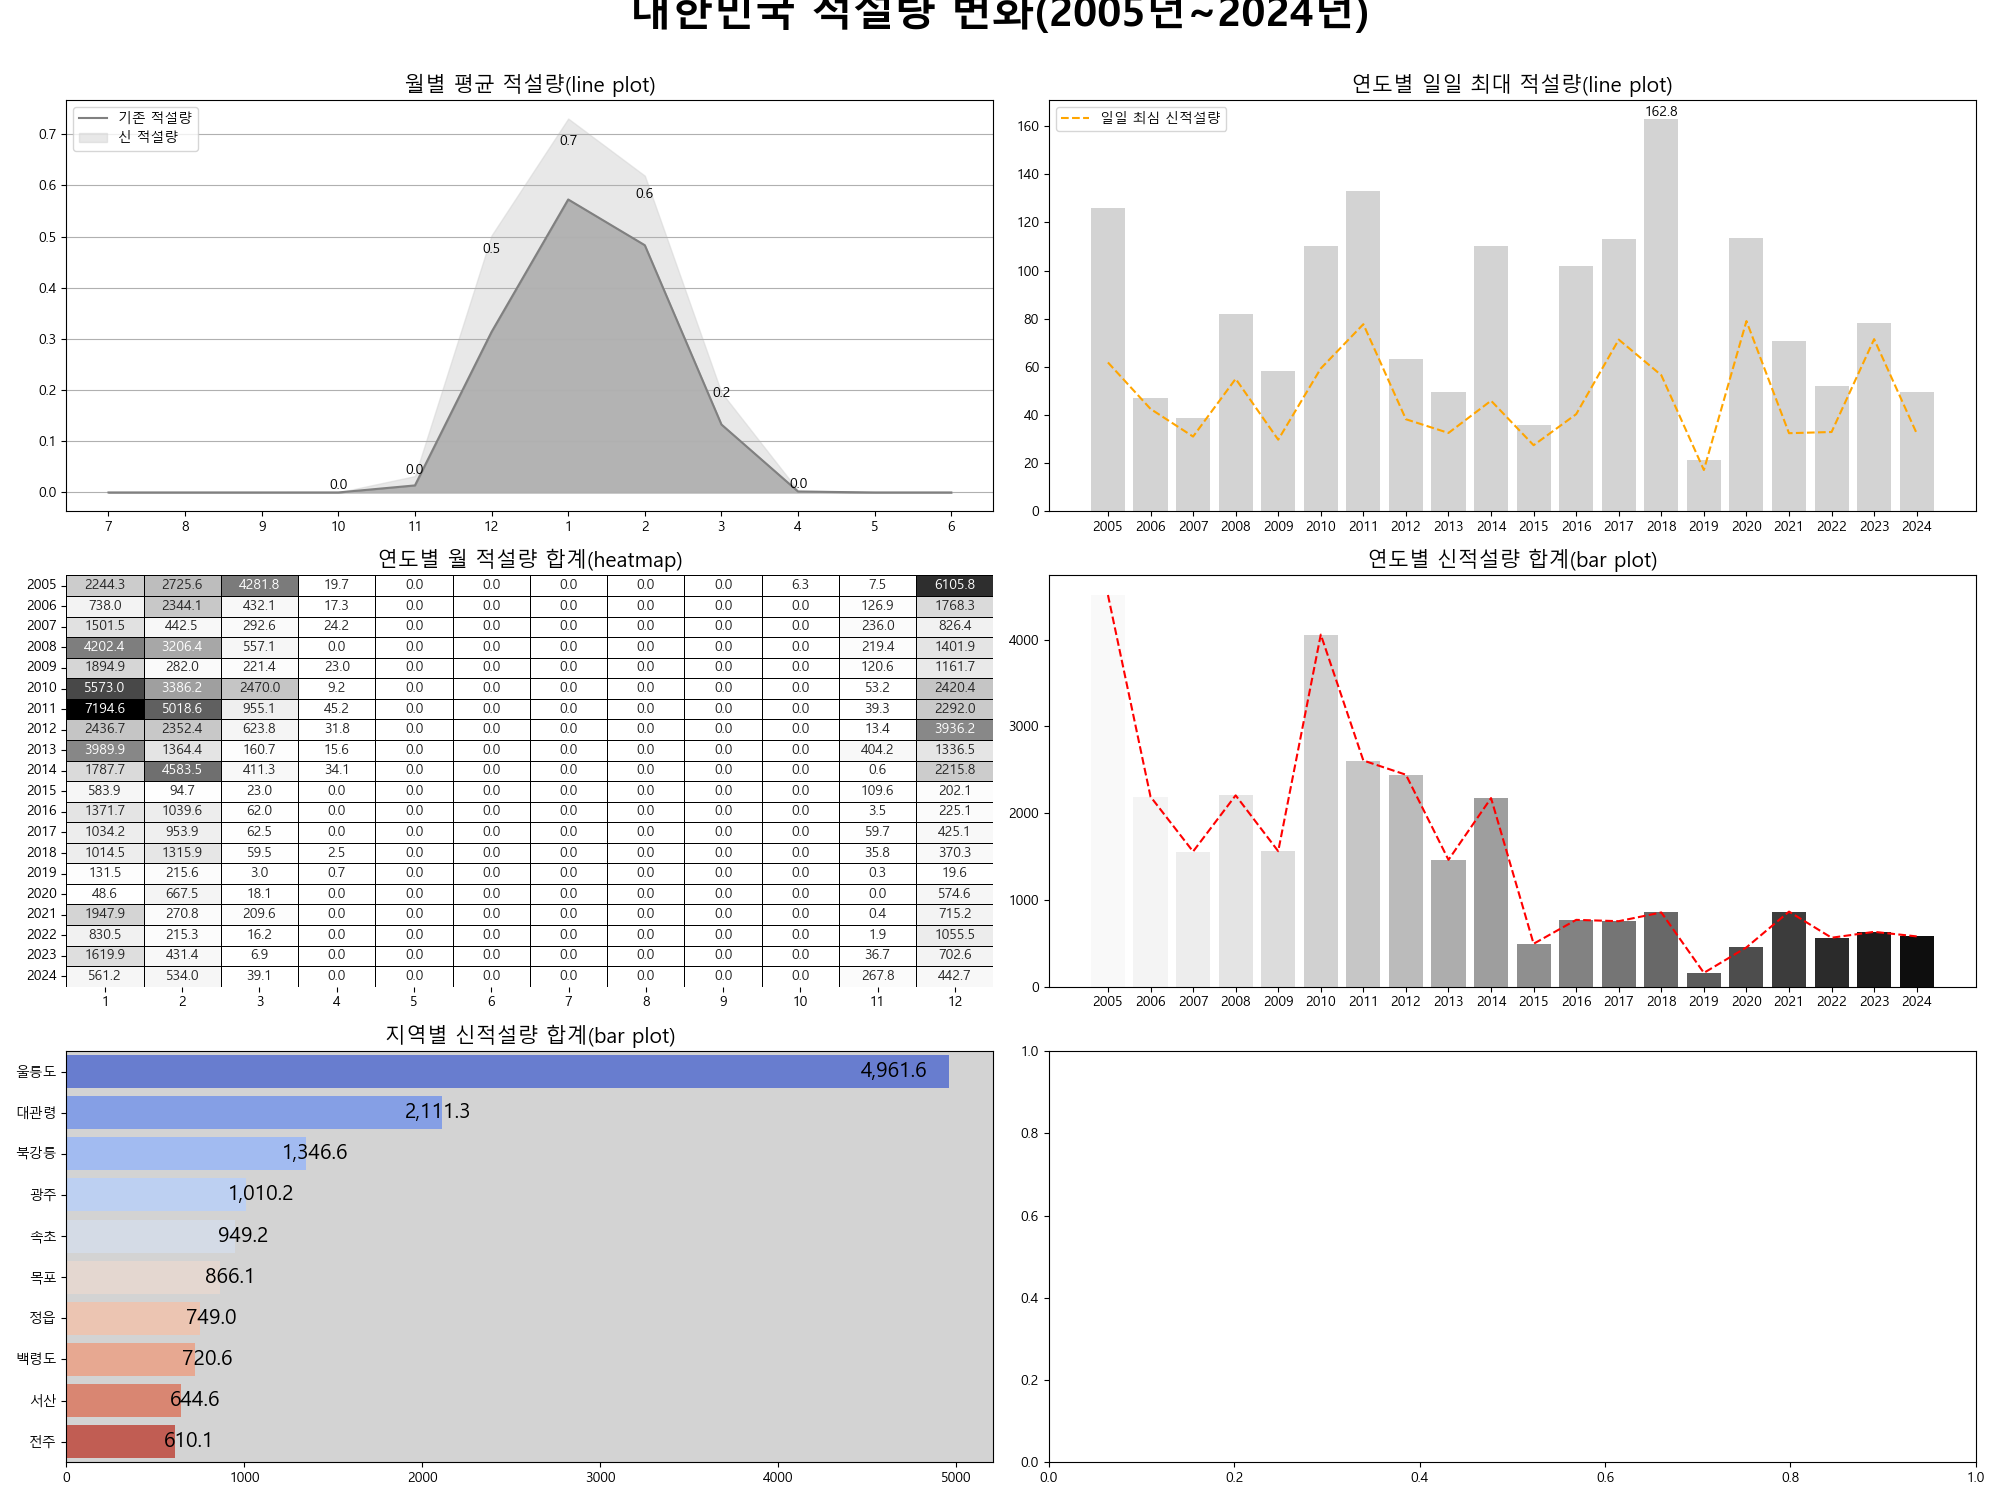 대한민국 적설량 변화(2005년~2024년)
월별 평균 적설량(line plot)
기존 적설량
신 적설량
0.7
0.6
0.5
0.4
0.3
0.2
0.1
0.0
0.0
0.0
0.5
0.7
0.6
0.2
0.0
7 8 9 10 11 12 1 2 3 4 5 6
연도별 일일 최대 적설량(line plot)
일일 최심 신적설량
162.8
160
140
120
100
80
60
40
20
0
2005 2006 2007 2008 2009 2010 2011 2012 2013 2014 2015 2016 2017 2018 2019 2020 2021 2022 2023 2024
연도별 월 적설량 합계(heatmap)
2005 2244.3 2725.6 4281.8 19.7 0.0 0.0 0.0 0.0 0.0 6.3 7.5 6105.8
2006 738.0 2344.1 432.1 17.3 0.0 0.0 0.0 0.0 0.0 0.0 126.9 1768.3
2007 1501.5 442.5 292.6 24.2 0.0 0.0 0.0 0.0 0.0 0.0 236.0 826.4
2008 4202.4 3206.4 557.1 0.0 0.0 0.0 0.0 0.0 0.0 0.0 219.4 1401.9
2009 1894.9 282.0 221.4 23.0 0.0 0.0 0.0 0.0 0.0 0.0 120.6 1161.7
2010 5573.0 3386.2 2470.0 9.2 0.0 0.0 0.0 0.0 0.0 0.0 53.2 2420.4
2011 7194.6 5018.6 955.1 45.2 0.0 0.0 0.0 0.0 0.0 0.0 39.3 2292.0
2012 2436.7 2352.4 623.8 31.8 0.0 0.0 0.0 0.0 0.0 0.0 13.4 3936.2
2013 3989.9 1364.4 160.7 15.6 0.0 0.0 0.0 0.0 0.0 0.0 404.2 1336.5
2014 1787.7 4583.5 411.3 34.1 0.0 0.0 0.0 0.0 0.0 0.0 0.6 2215.8
2015 583.9 94.7 23.0 0.0 0.0 0.0 0.0 0.0 0.0 0.0 109.6 202.1
2016 1371.7 1039.6 62.0 0.0 0.0 0.0 0.0 0.0 0.0 0.0 3.5 225.1
2017 1034.2 953.9 62.5 0.0 0.0 0.0 0.0 0.0 0.0 0.0 59.7 425.1
2018 1014.5 1315.9 59.5 2.5 0.0 0.0 0.0 0.0 0.0 0.0 35.8 370.3
2019 131.5 215.6 3.0 0.7 0.0 0.0 0.0 0.0 0.0 0.0 0.3 19.6
2020 48.6 667.5 18.1 0.0 0.0 0.0 0.0 0.0 0.0 0.0 0.0 574.6
2021 1947.9 270.8 209.6 0.0 0.0 0.0 0.0 0.0 0.0 0.0 0.4 715.2
2022 830.5 215.3 16.2 0.0 0.0 0.0 0.0 0.0 0.0 0.0 1.9 1055.5
2023 1619.9 431.4 6.9 0.0 0.0 0.0 0.0 0.0 0.0 0.0 36.7 702.6
2024 561.2 534.0 39.1 0.0 0.0 0.0 0.0 0.0 0.0 0.0 267.8 442.7
1 2 3 4 5 6 7 8 9 10 11 12
연도별 신적설량 합계(bar plot)
4000
3000
2000
1000
0
2005 2006 2007 2008 2009 2010 2011 2012 2013 2014 2015 2016 2017 2018 2019 2020 2021 2022 2023 2024
지역별 신적설량 합계(bar plot)
울릉도 4,961.6
대관령 2,111.3
북강릉 1,346.6
광주 1,010.2
속초 949.2
목포 866.1
정읍 749.0
백령도 720.6
서산 644.6
전주 610.1
0 1000 2000 3000 4000 5000
1.0
0.8
0.6
0.4
0.2
0.0
0.0 0.2 0.4 0.6 0.8 1.0